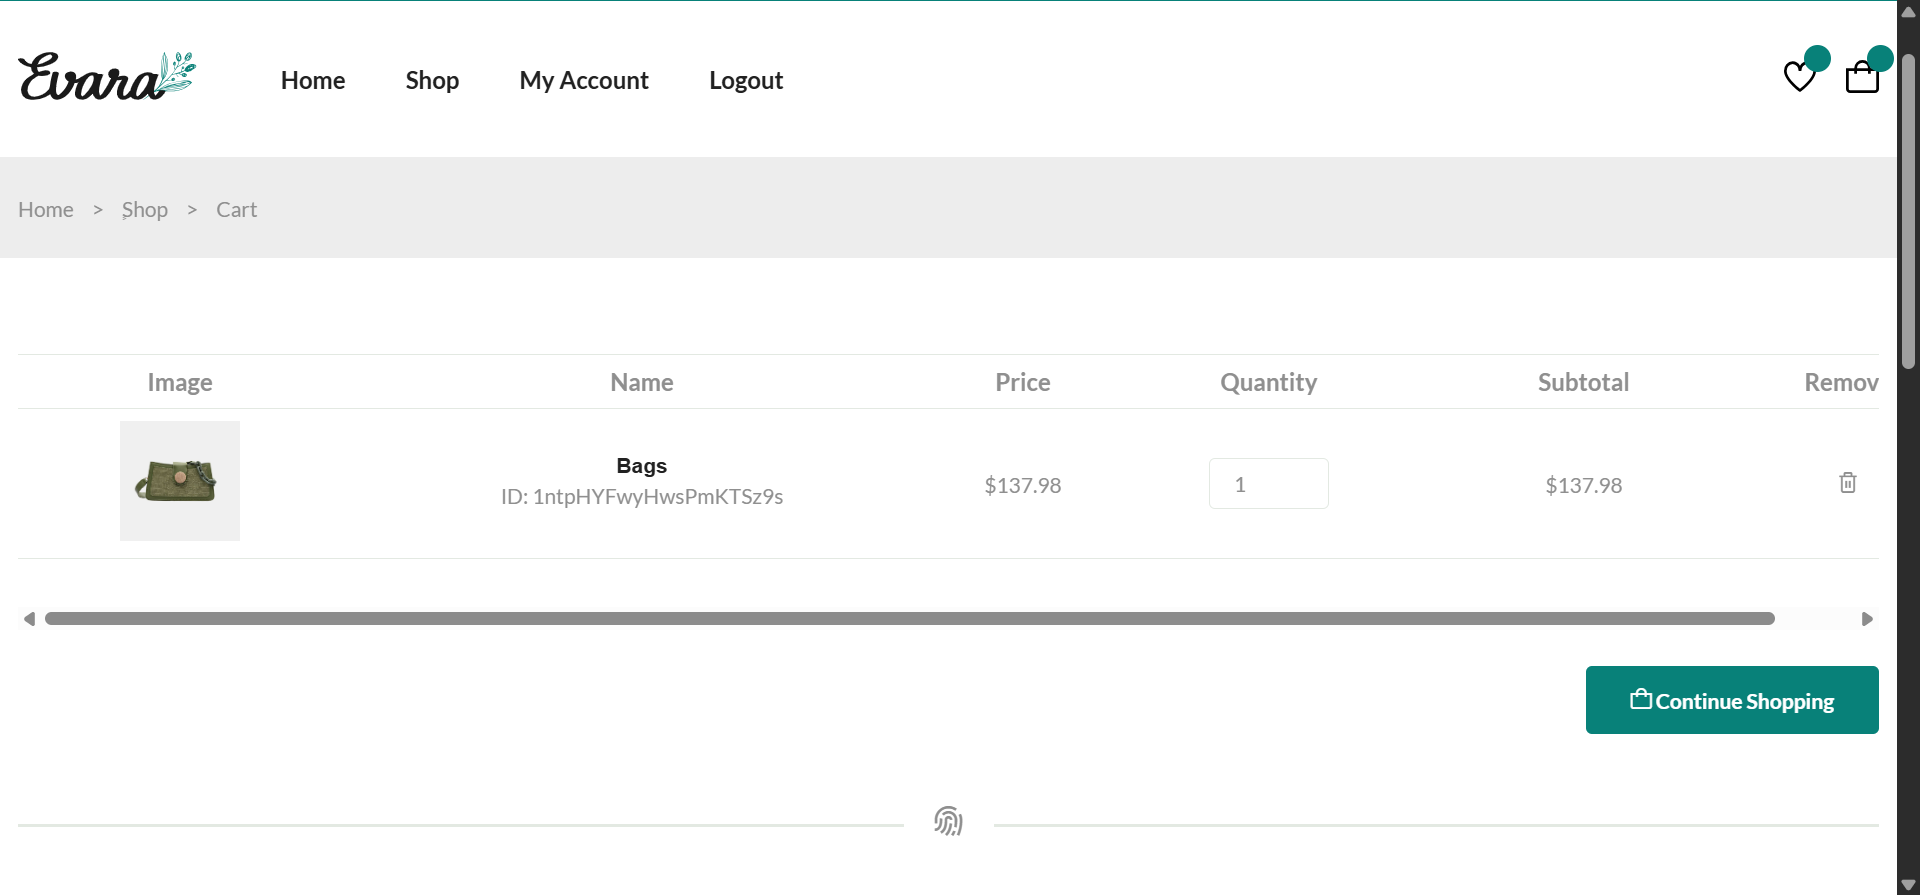 Evara
Home Shop My Account Logout
Home > Shop > Cart
Image Name Price Quantity Subtotal Remov
Bags
ID: 1ntpHYFwyHwsPmKTSz9s
$137.98 1 $137.98
Continue Shopping